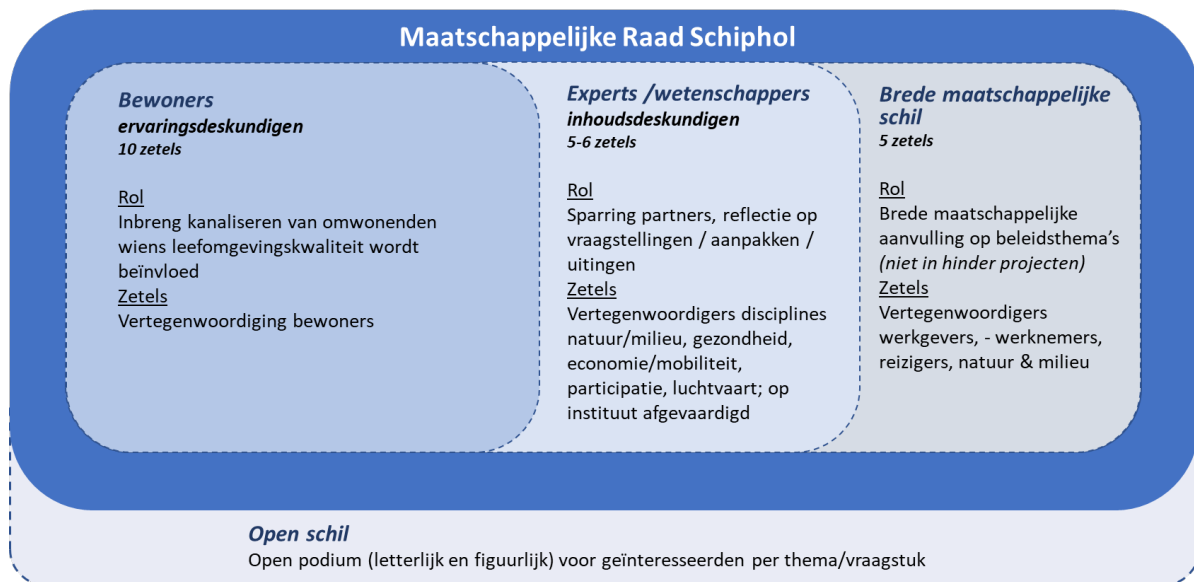 Maatschappelijke Raad Schiphol
Bewoners
ervaringsdeskundigen
10 zetels
Rol
Inbreng kanaliseren van omwonenden
wiens leefomgevingskwaliteit wordt
beïnvloed
Zetels
Vertegenwoordiging bewoners
Experts /wetenschappers
inhoudsdeskundigen
5-6 zetels
Rol
Sparring partners, reflectie op
vraagstellingen / aanpakken /
uitingen
Zetels
Vertegenwoordigers disciplines
natuur/milieu, gezondheid,
economie/mobiliteit,
participatie, luchtvaart; op
instituut afgevaardigd
Brede maatschappelijke
schil
5 zetels
Rol
Brede maatschappelijke
aanvulling op beleidsthema's
(niet in hinder projecten)
Zetels
Vertegenwoordigers
werkgevers, - werknemers,
reizigers, natuur & milieu
Open schil
Open podium (letterlijk en figuurlijk) voor geïnteresseerden per thema/vraagstuk